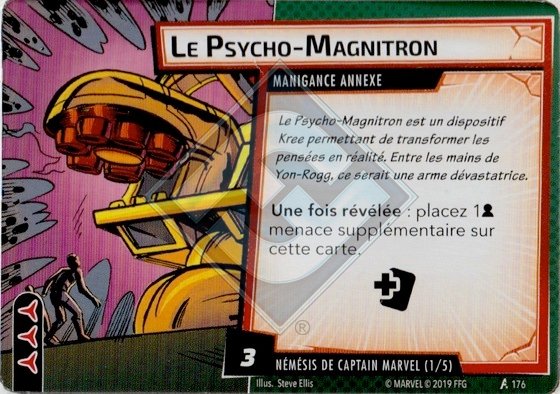 Le Psycho-Magnitron
MANIGANCE ANNEXE
Le Psycho-Magnitron est un dispositif
Kree permettant de transformer les
pensées en réalité. Entre les mains de
Yon-Rogg, ce serait une arme dévastatrice.
Une fois révélée : placez 1
menace supplémentaire sur
cette carte.
3
NÉMÉSIS DE CAPTAIN MARVEL (1/5)
Illus. Steve Ellis
© MARVEL © 2019 FFG
176
®